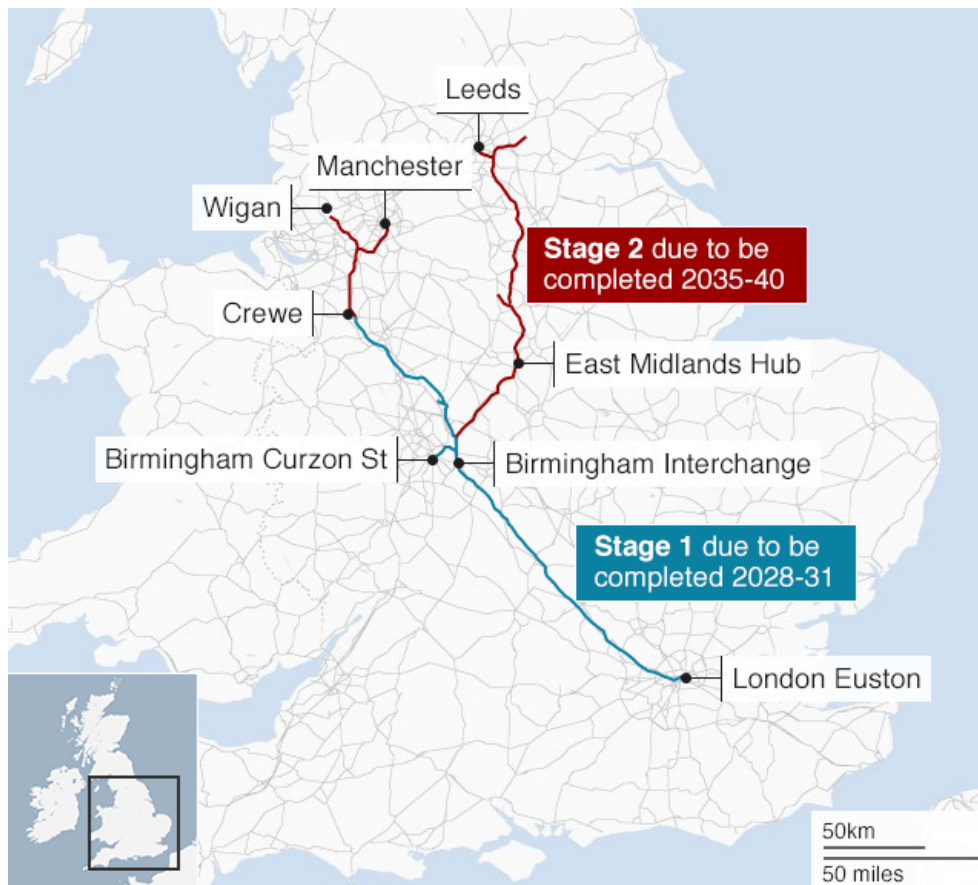 Leeds
Manchester
Wigan
Stage 2 due to be
completed 2035-40
Crewe
East Midlands Hub
Birmingham Curzon St
Birmingham Interchange
Stage 1 due to be
completed 2028-31
London Euston
50km
50 miles